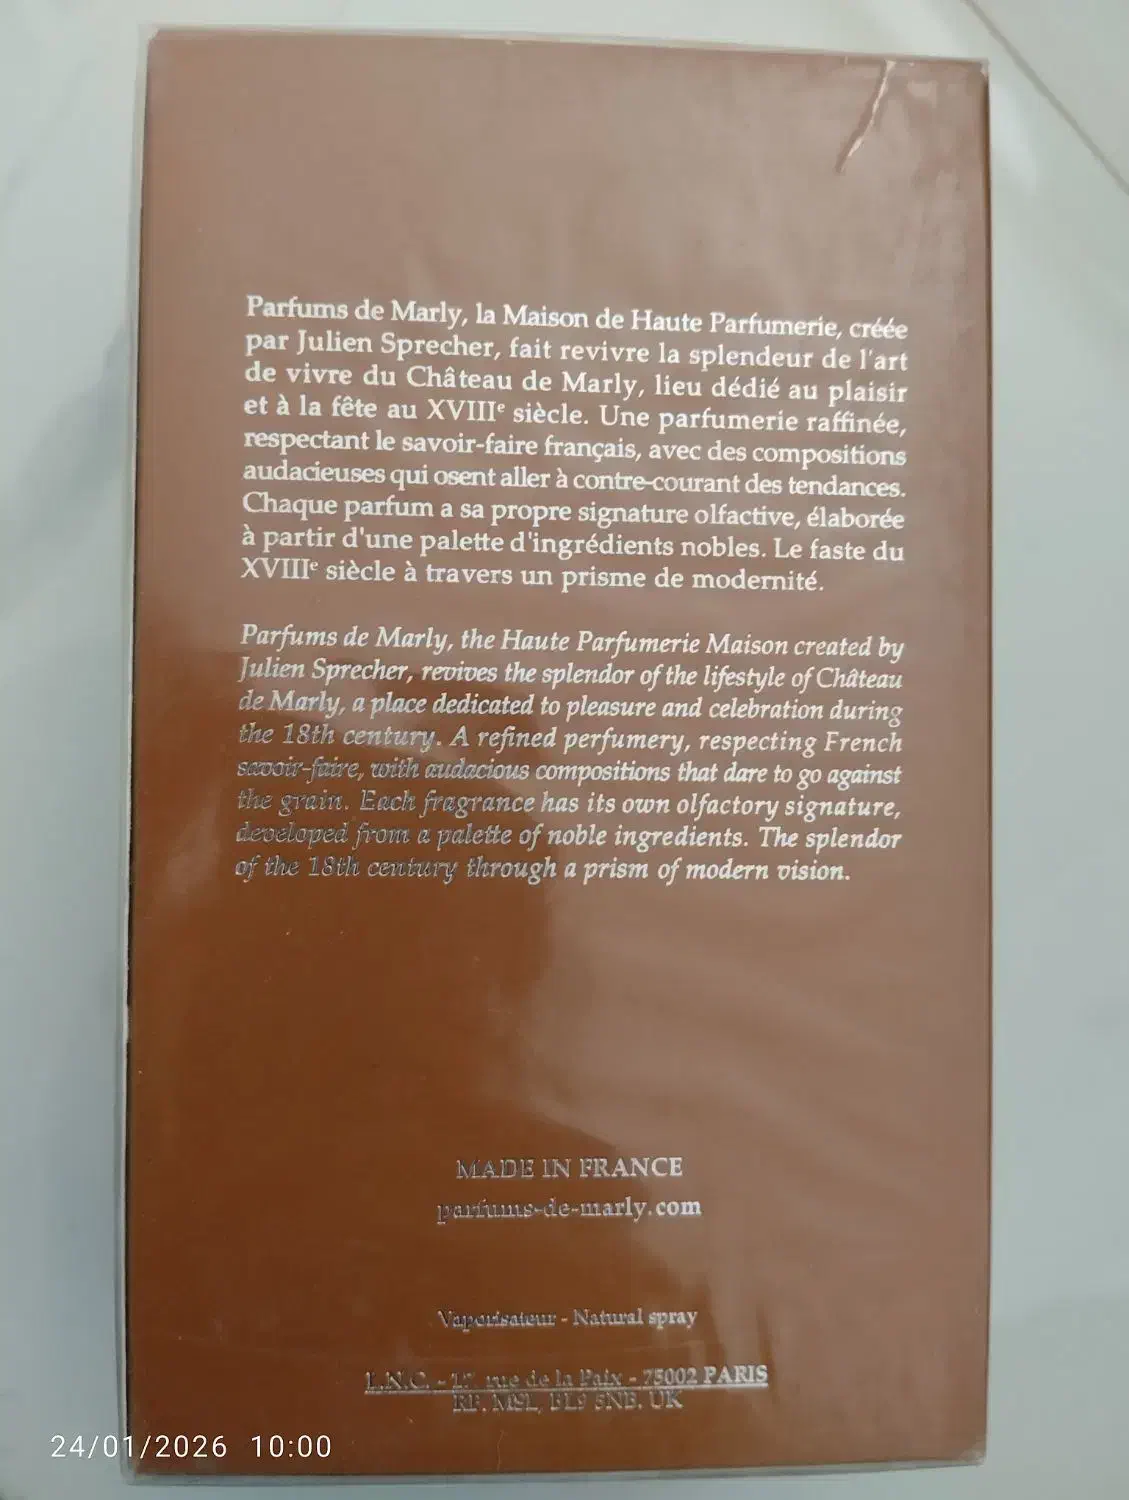 Parfums de Marly, la Maison de Haute Parfumerie, créée
par Julien Sprecher, fait revivre la splendeur de l'art
de vivre du Château de Marly, lieu dédié au plaisir
et à la fête au XVIIIe siècle. Une parfumerie raffinée,
respectant le savoir-faire français, avec des compositions
audacieuses qui osent aller à contre-courant des tendances.
Chaque parfum a sa propre signature olfactive, élaborée
à partir d'une palette d'ingrédients nobles. Le faste du
XVIIIe siècle à travers un prisme de modernité.
Parfums de Marly, the Haute Parfumerie Maison created by
Julien Sprecher, revives the splendor of the lifestyle of Château
de Marly, a place dedicated to pleasure and celebration during
the 18th century. A refined perfumery, respecting French
savoir-faire, with audacious compositions that dare to go against
the grain. Each fragrance has its own olfactory signature,
developed from a palette of noble ingredients. The splendor
of the 18th century through a prism of modern vision.
MADE IN FRANCE
parfums-de-marly.com
Vaporisateur - Natural spray
L.N.C. - 17, rue de la Paix - 75002 PARIS
RP. MSL, BL9 5NB. UK
24/01/2026 10:00